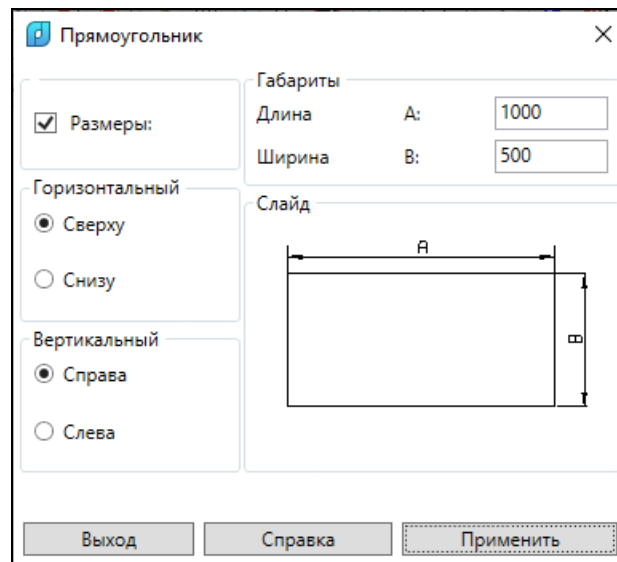 Прямоугольник
Размеры:
Габариты
Длина A: 1000
Ширина B: 500
Горизонтальный
Сверху
Снизу
Вертикальный
Справа
Слева
Слайд
A
B
Выход Справка Применить